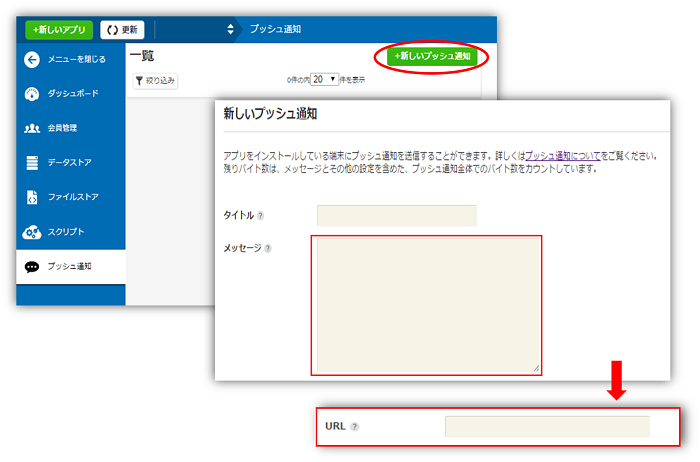 +新しいアプリ
更新
プッシュ通知
メニューを閉じる
ダッシュボード
会員管理
データストア
ファイルストア
スクリプト
プッシュ通知
一覧
+新しいプッシュ通知
絞り込み
0件の内 20 件を表示
新しいプッシュ通知
アプリをインストールしている端末にプッシュ通知を送信することができます。詳しくはプッシュ通知についてをご覧ください。
残りバイト数は、メッセージとその他の設定を含めた、プッシュ通知全体でのバイト数をカウントしています。
タイトル ?
メッセージ ?
URL ?